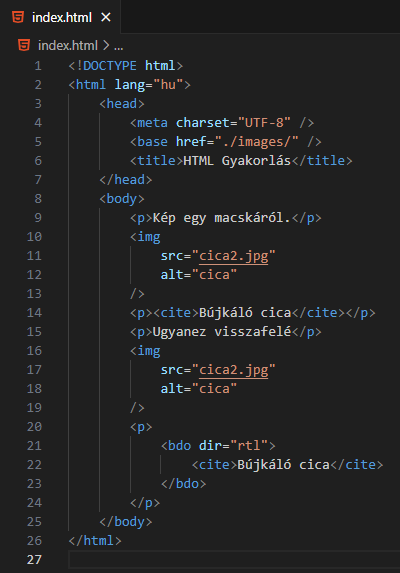 index.html ×
index.html > ...
1 <!DOCTYPE html>
2 <html lang="hu">
3     <head>
4         <meta charset="UTF-8" />
5         <base href="./images/" />
6         <title>HTML Gyakorlás</title>
7     </head>
8     <body>
9         <p>Kép egy macskáról.</p>
10         <img
11             src="cica2.jpg"
12             alt="cica"
13         />
14         <p><cite>Bújkáló cica</cite></p>
15         <p>Ugyanez visszafelé</p>
16         <img
17             src="cica2.jpg"
18             alt="cica"
19         />
20         <p>
21             <bdo dir="rtl">
22                 <cite>Bújkáló cica</cite>
23             </bdo>
24         </p>
25     </body>
26 </html>
27